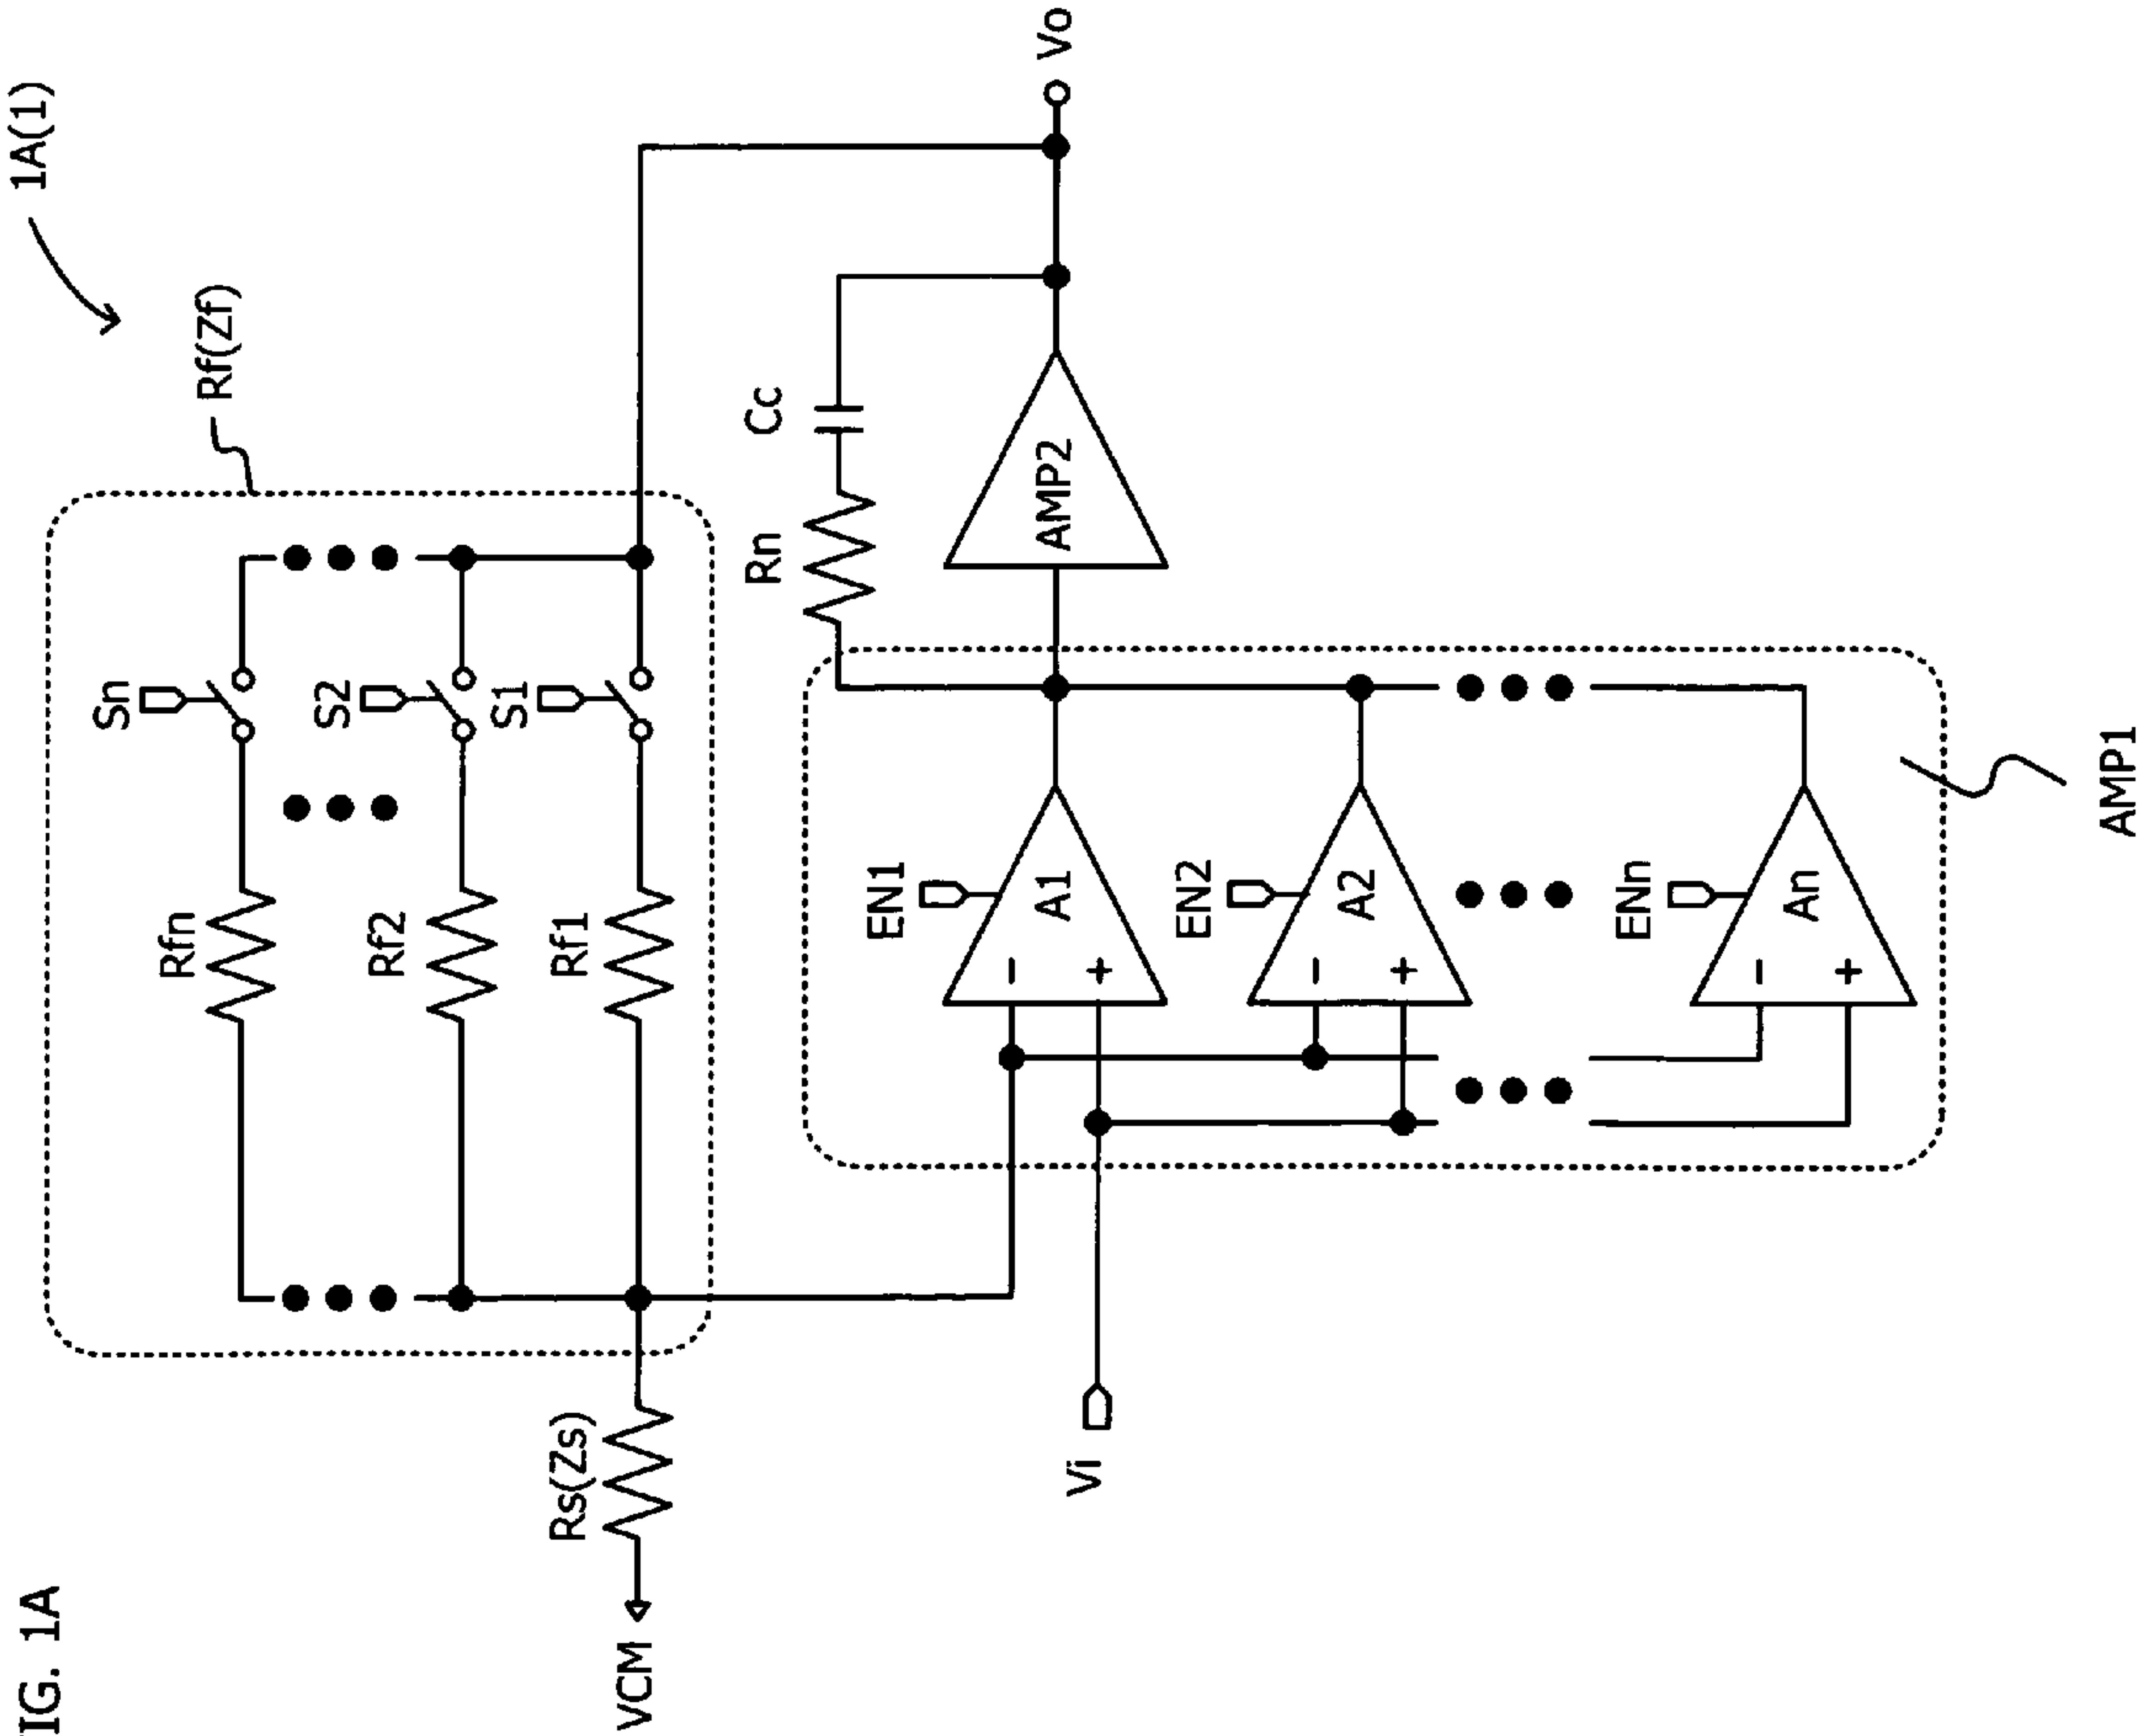 IG. 1A
1A(1)
Rf(Zf)
Sn
Rfn
S2
Rf2
S1
Rf1
Rs(Zs)
VCM
Rn
Cc
Vo
AMP2
EN1
A1
-
+
EN2
A2
-
+
ENn
An
-
+
Vi
AMP1